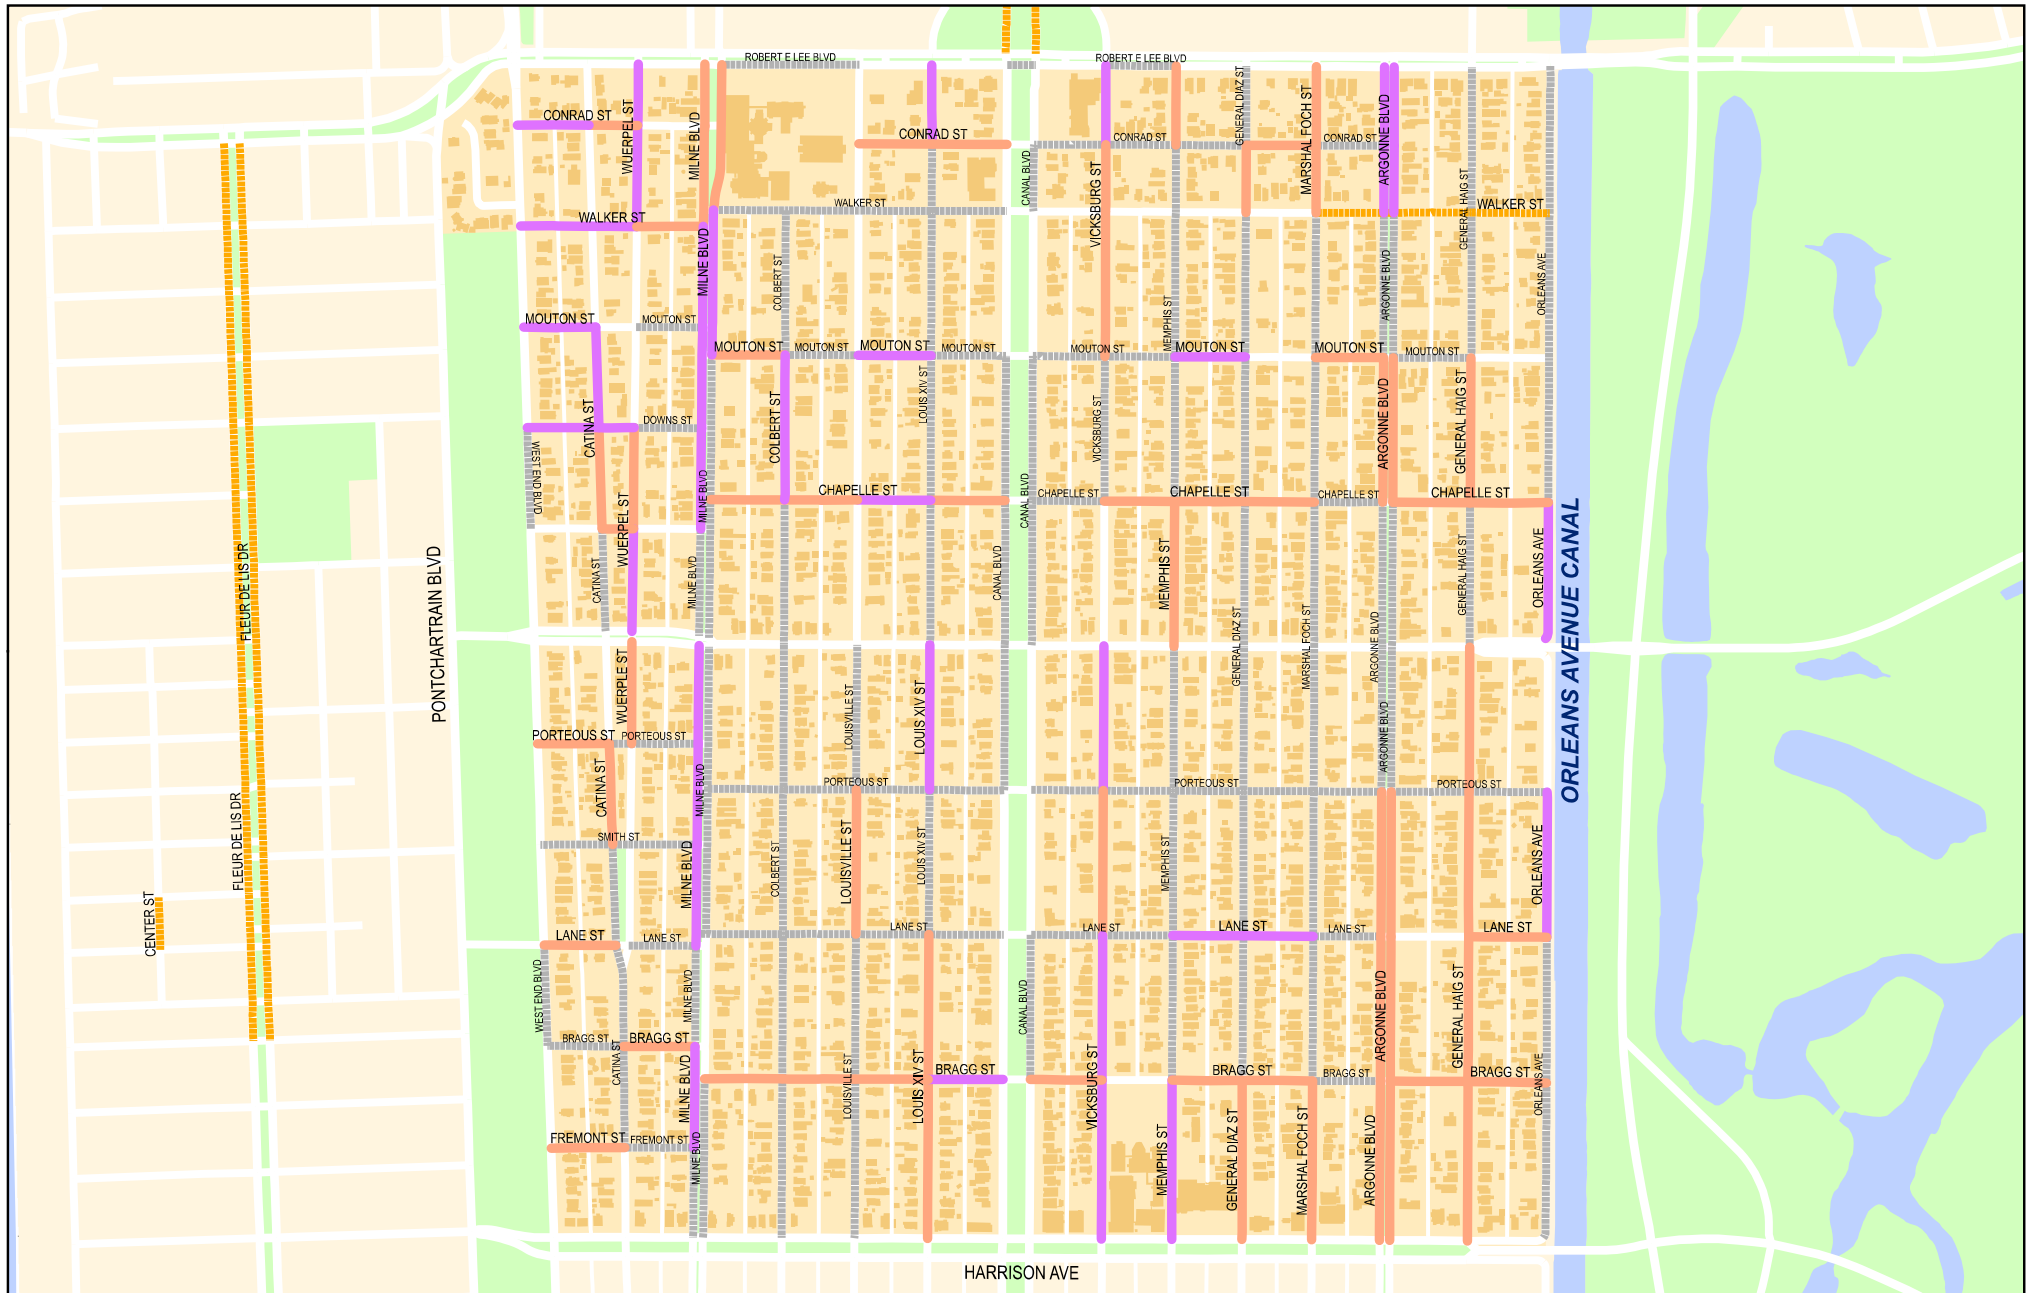 ROBERT E LEE BLVD
ROBERT E LEE BLVD
CONRAD ST
WUERPEL ST
MILNE BLVD
CONRAD ST
CANAL BLVD
CONRAD ST
GENERAL DIAZ ST
MARSHAL FOCH ST
CONRAD ST
ARGONNE BLVD
WALKER ST
WALKER ST
VICKSBURG ST
GENERAL HAIG ST
WALKER ST
MILNE BLVD
COLBERT ST
MEMPHIS ST
ARGONNE BLVD
ORLEANS AVE
MOUTON ST
MOUTON ST
MOUTON ST
MOUTON ST
MOUTON ST
MOUTON ST
MOUTON ST
MOUTON ST
MOUTON ST
MOUTON ST
CATINA ST
DOWNS ST
COLBERT ST
LOUIS XIV ST
VICKSBURG ST
ARGONNE BLVD
GENERAL HAIG ST
WEST END BLVD
MILNE BLVD
CHAPELLE ST
CANAL BLVD
CHAPELLE ST
CHAPELLE ST
CHAPELLE ST
CHAPELLE ST
WUERPEL ST
CATINA ST
MILNE BLVD
CANAL BLVD
MEMPHIS ST
GENERAL HAIG ST
ORLEANS AVE
FLEUR DE LIS DR
PONTCHARTRAIN BLVD
ORLEANS AVENUE CANAL
WUERPLE ST
LOUISVILLE ST
LOUIS XIV ST
GENERAL DIAZ ST
MARSHAL FOCH ST
ARGONNE BLVD
ARGONNE BLVD
PORTEOUS ST
PORTEOUS ST
CATINA ST
MILNE BLVD
PORTEOUS ST
PORTEOUS ST
PORTEOUS ST
FLEUR DE LIS DR
SMITH ST
MILNE BLVD
COLBERT ST
LOUISVILLE ST
LOUIS XIV ST
MEMPHIS ST
ORLEANS AVE
CENTER ST
LANE ST
LANE ST
LANE ST
LANE ST
LANE ST
LANE ST
LANE ST
WEST END BLVD
MILNE BLVD
CANAL BLVD
ARGONNE BLVD
GENERAL HAIG ST
BRAGG ST
BRAGG ST
CATINA ST
MILNE BLVD
LOUISVILLE ST
LOUIS XIV ST
BRAGG ST
VICKSBURG ST
BRAGG ST
BRAGG ST
BRAGG ST
ORLEANS AVE
FREMONT ST
FREMONT ST
MILNE BLVD
MEMPHIS ST
GENERAL DIAZ ST
MARSHAL FOCH ST
ARGONNE BLVD
HARRISON AVE